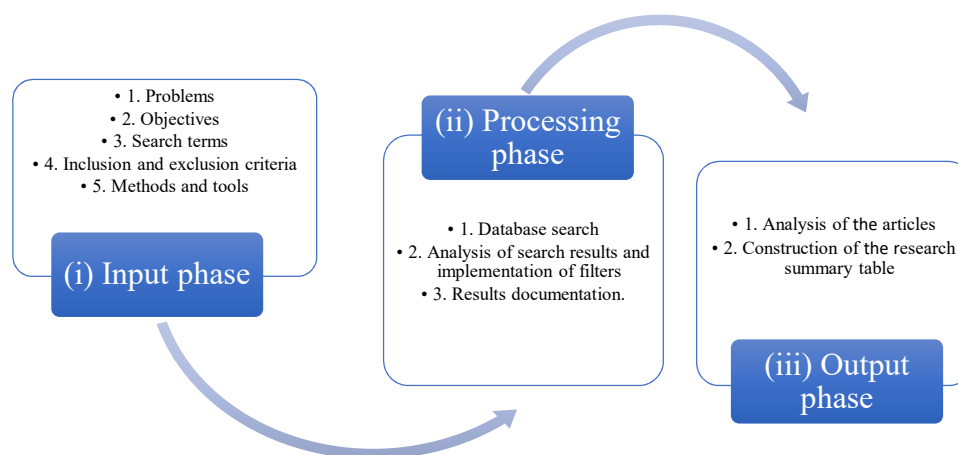 • 1. Problems
• 2. Objectives
• 3. Search terms
• 4. Inclusion and exclusion criteria
• 5. Methods and tools
(i) Input phase
(ii) Processing
phase
• 1. Database search
• 2. Analysis of search results and
implementation of filters
• 3. Results documentation.
• 1. Analysis of the articles
• 2. Construction of the research
summary table
(iii) Output
phase